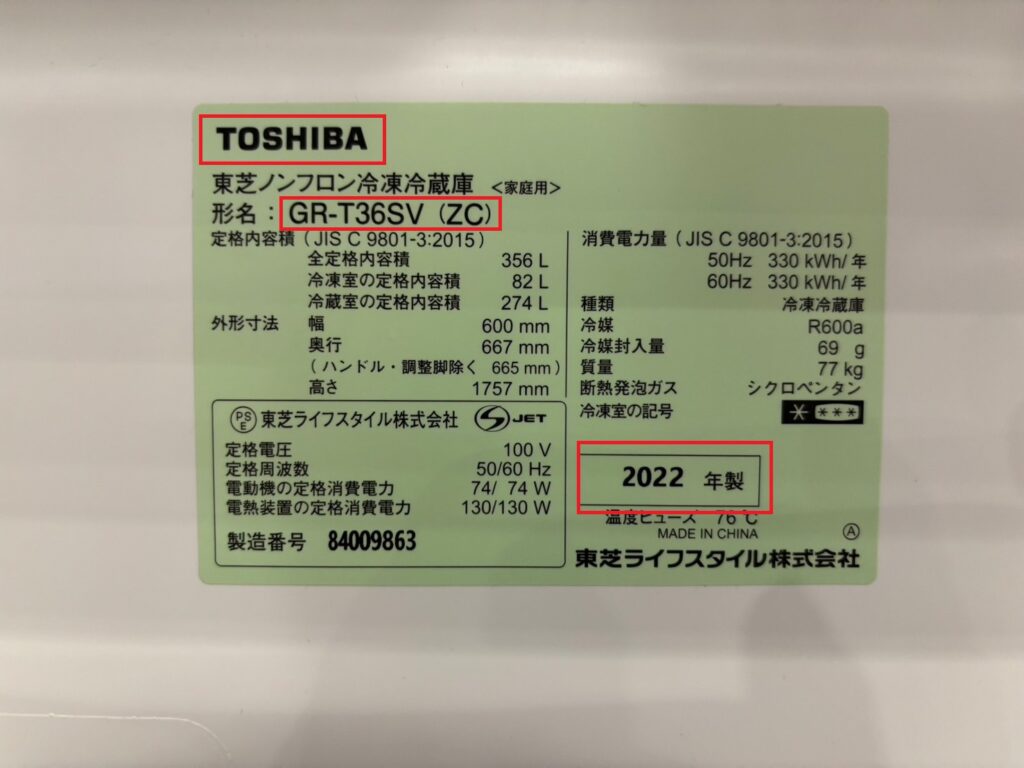 TOSHIBA
東芝ノンフロン冷凍冷蔵庫 <家庭用>
形名：GR-T36SV (ZC)
定格内容積 (JIS C 9801-3:2015)
全定格内容積 356 L
冷凍室の定格内容積 82 L
冷蔵室の定格内容積 274 L
外形寸法 幅 600 mm
奥行 667 mm
(ハンドル・調整脚除く 665 mm)
高さ 1757 mm
PS
E
東芝ライフスタイル株式会社 S JET
定格電圧 100 V
定格周波数 50/60 Hz
電動機の定格消費電力 74/ 74 W
電熱装置の定格消費電力 130/130 W
製造番号 84009863
消費電力量 (JIS C 9801-3:2015)
50Hz 330 kWh/年
60Hz 330 kWh/年
種類 冷凍冷蔵庫
冷媒 R600a
冷媒封入量 69 g
質量 77 kg
断熱発泡ガス シクロペンタン
冷凍室の記号 * ***
2022 年製
温度ヒューズ 76℃
MADE IN CHINA Ⓐ
東芝ライフスタイル株式会社